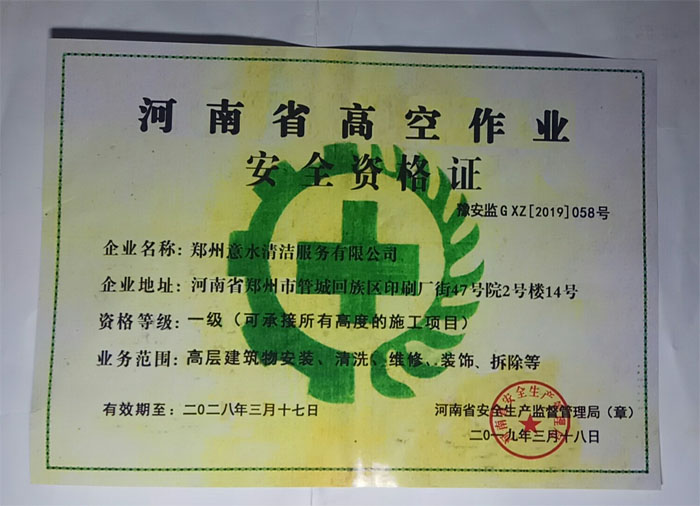 河南省高空作业
安全资格证
豫安监GXZ[2019]058号
企业名称：郑州意水清洁服务有限公司
企业地址：河南省郑州市管城回族区印刷厂街47号院2号楼14号
资格等级：一级（可承接所有高度的施工项目）
业务范围：高层建筑物安装、清洗、维修、装饰、拆除等
有效期至：二〇二八年三月十七日
河南省安全生产监督管理局（章）
二〇一九年三月十八日